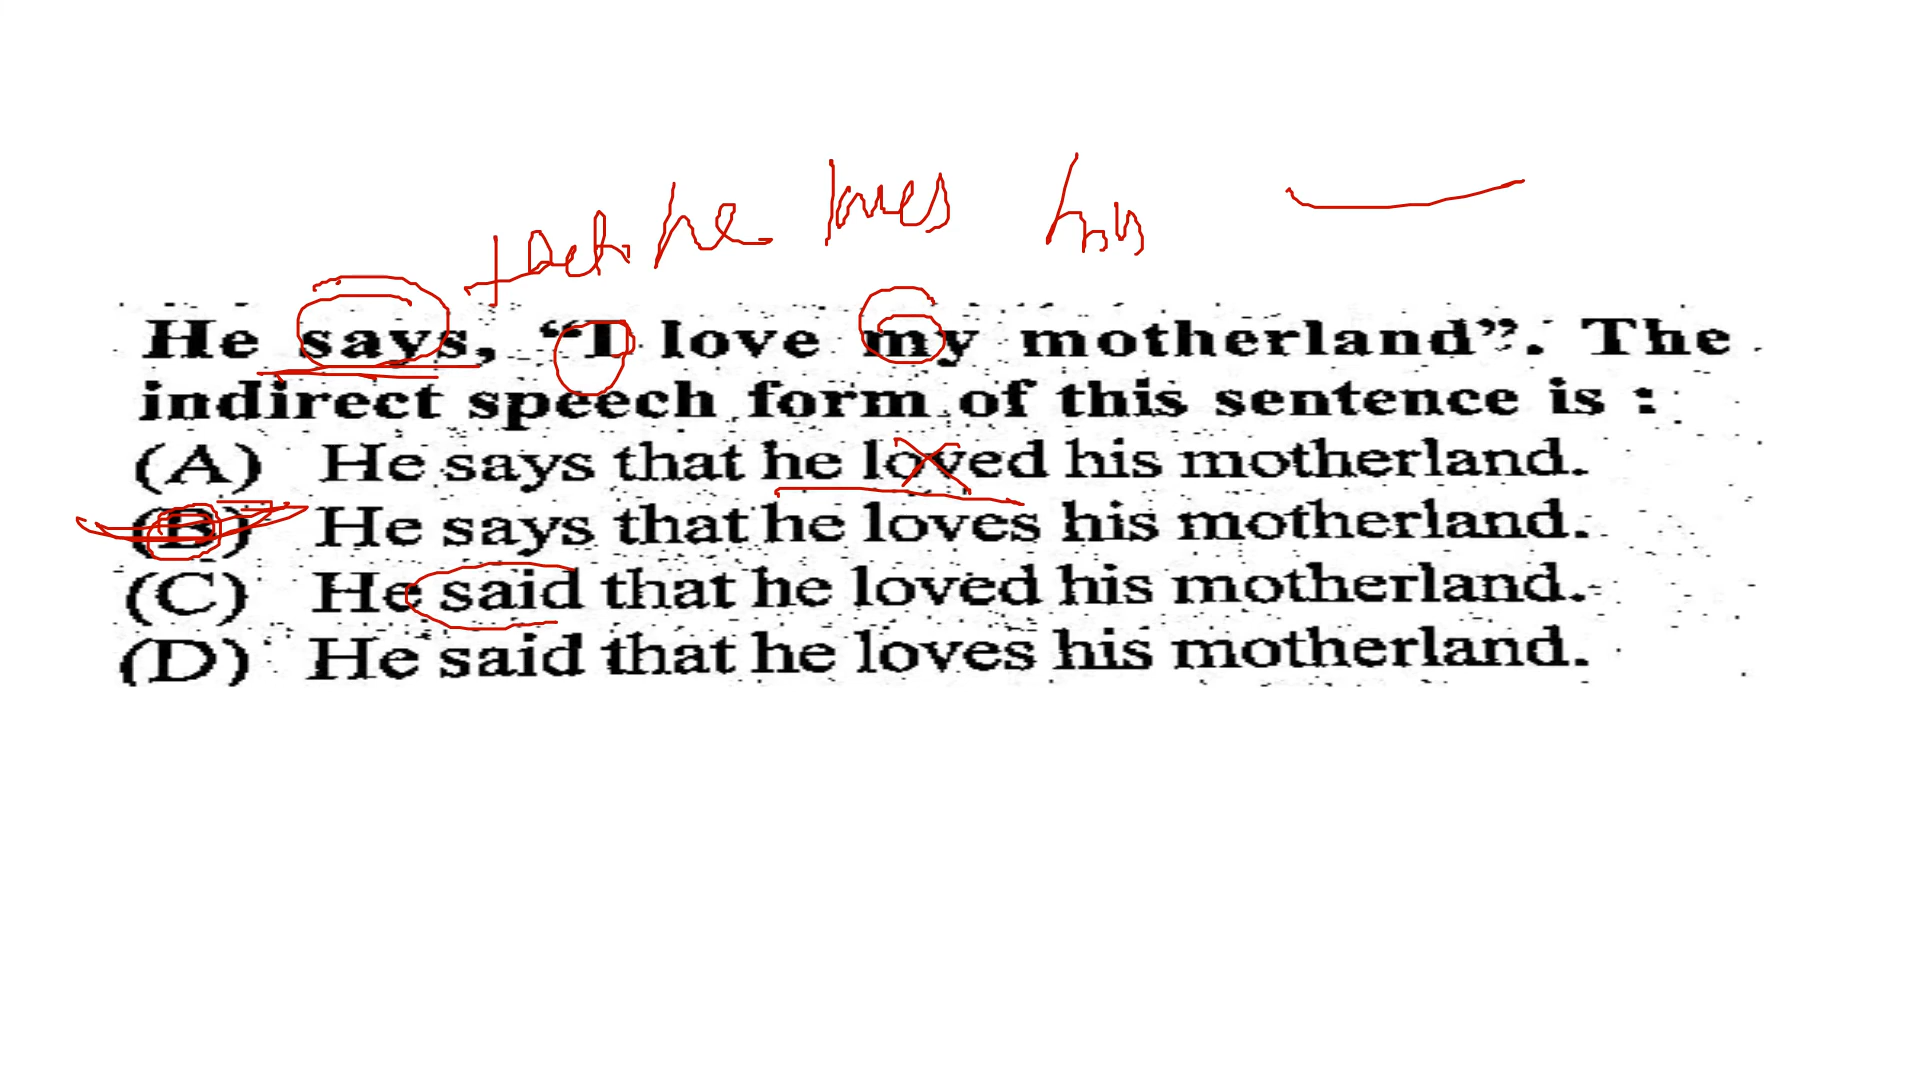 that he loves his
He says, “I love my motherland”. The
indirect speech form of this sentence is :
(A) He says that he loved his motherland.
(B) He says that he loves his motherland.
(C) He said that he loved his motherland.
(D) He said that he loves his motherland.